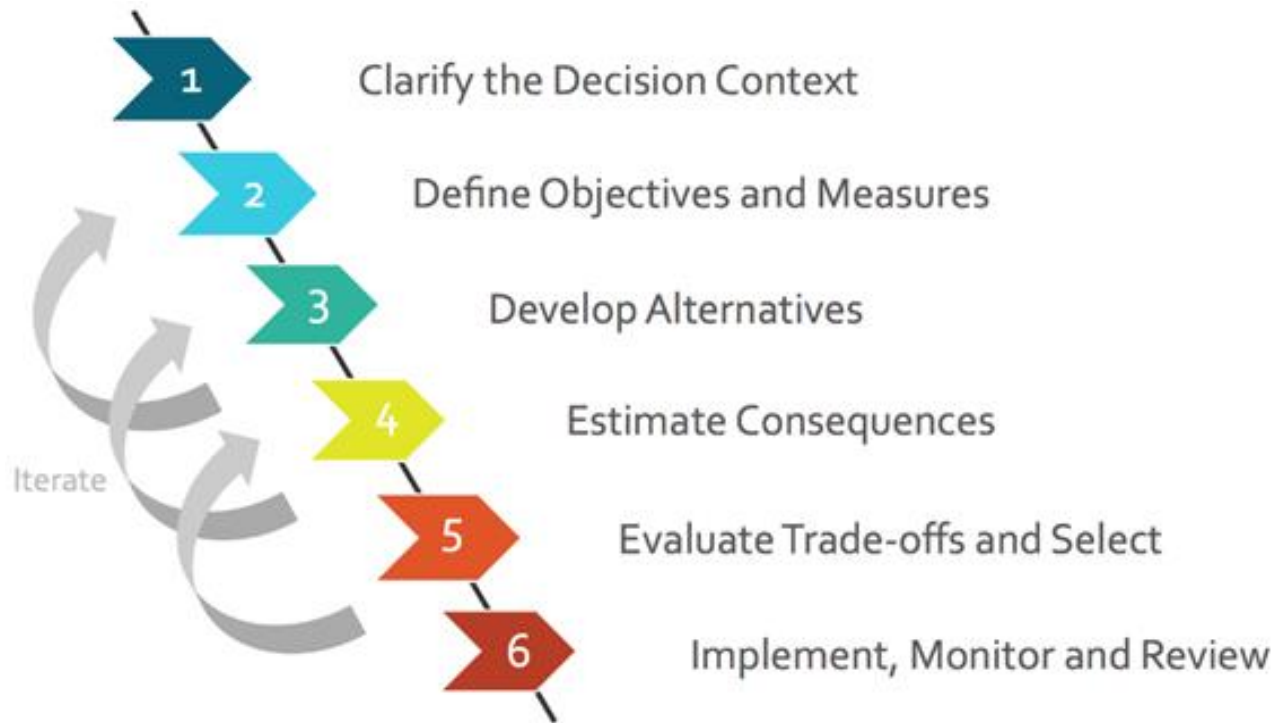 1 Clarify the Decision Context
2 Define Objectives and Measures
3 Develop Alternatives
4 Estimate Consequences
Iterate
5 Evaluate Trade-offs and Select
6 Implement, Monitor and Review